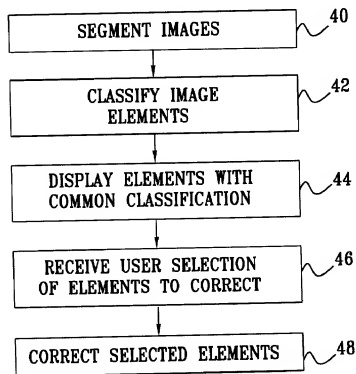 SEGMENT IMAGES
40
CLASSIFY IMAGE
ELEMENTS
42
DISPLAY ELEMENTS WITH
COMMON CLASSIFICATION
44
RECEIVE USER SELECTION
OF ELEMENTS TO CORRECT
46
CORRECT SELECTED ELEMENTS
48